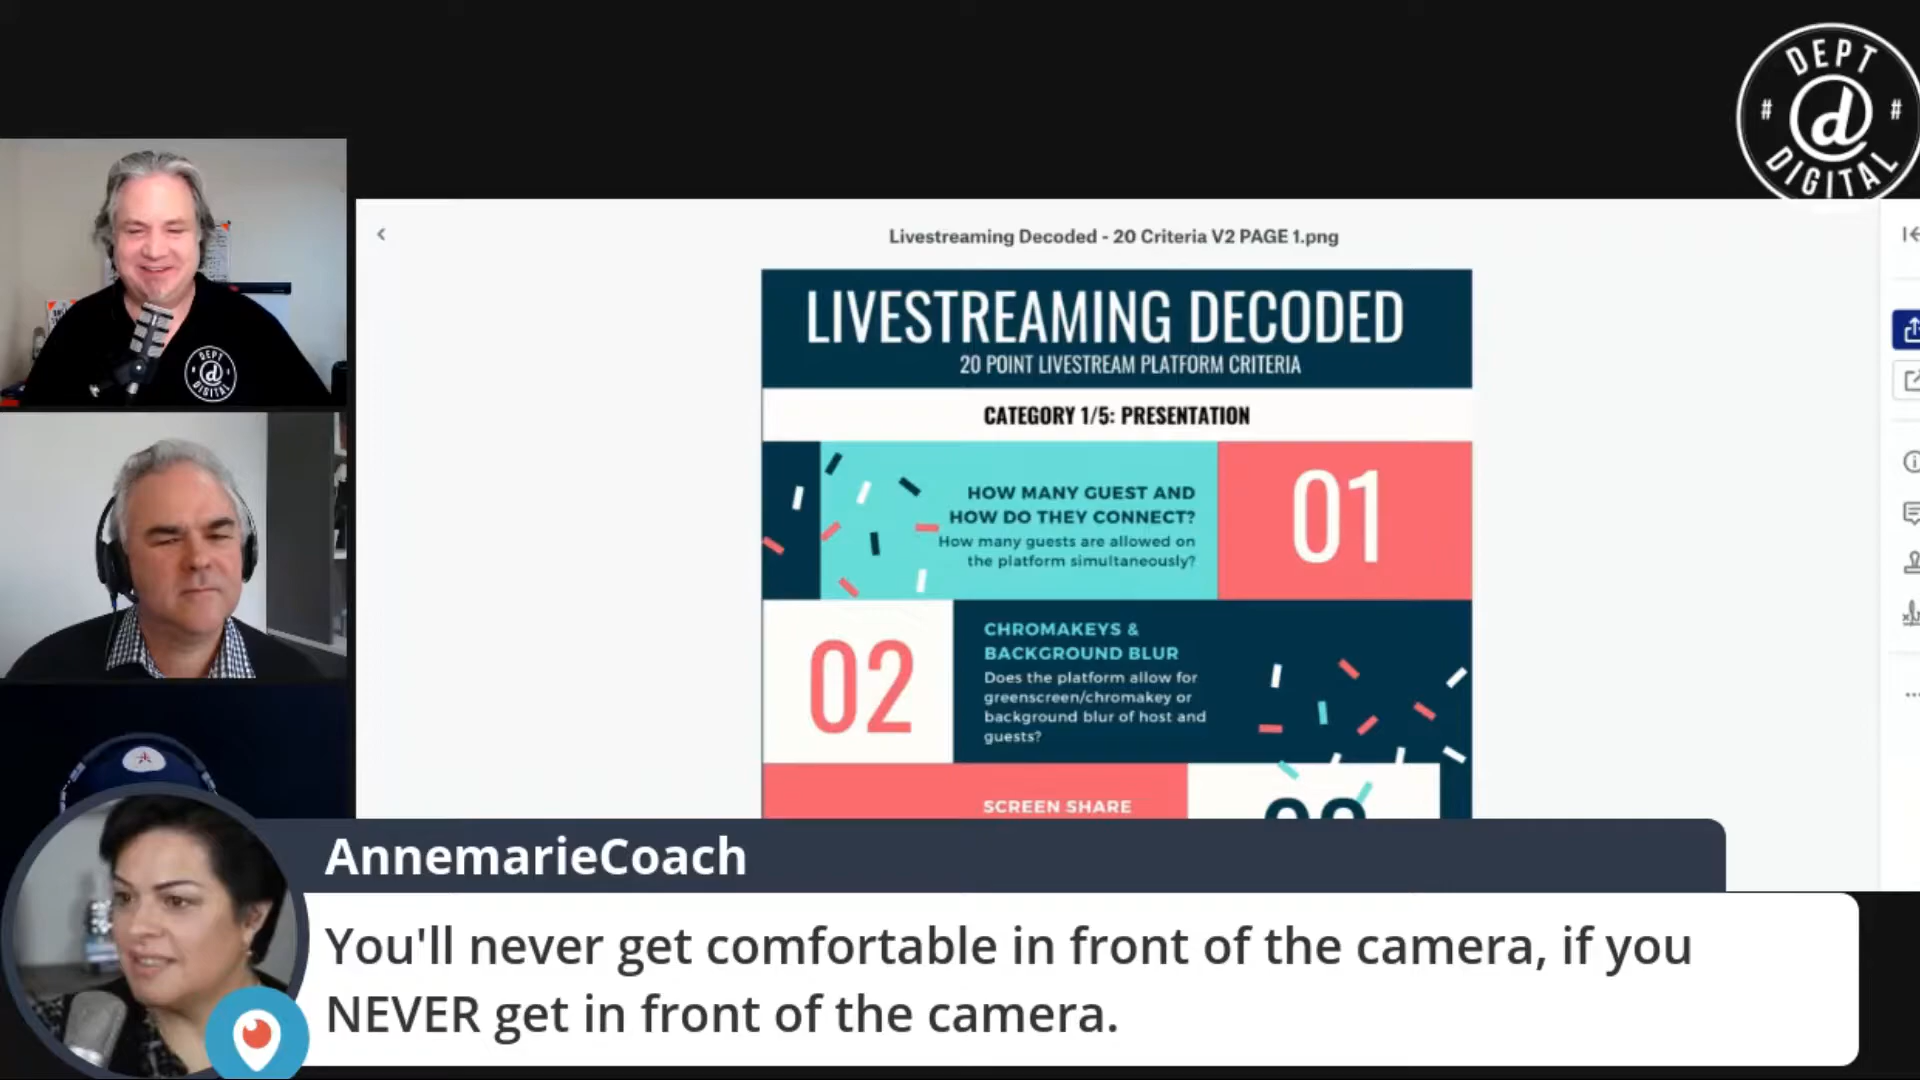 DEPT
# @d #
DIGITAL
DEPT
@d
DIGITAL
Livestreaming Decoded - 20 Criteria V2 PAGE 1.png
LIVESTREAMING DECODED
20 POINT LIVESTREAM PLATFORM CRITERIA
CATEGORY 1/5: PRESENTATION
HOW MANY GUEST AND
HOW DO THEY CONNECT?
How many guests are allowed on
the platform simultaneously?
01
02
CHROMAKEYS &
BACKGROUND BLUR
Does the platform allow for
greenscreen/chromakey or
background blur of host and
guests?
SCREEN SHARE
AnnemarieCoach
You'll never get comfortable in front of the camera, if you
NEVER get in front of the camera.